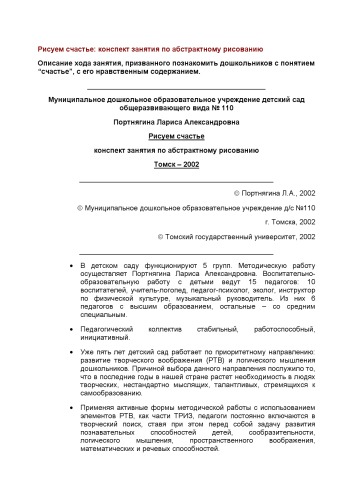 Рисуем счастье: конспект занятия по абстрактному рисованию
Описание хода занятия, призванного познакомить дошкольников с понятием
“счастье”, с его нравственным содержанием.
Муниципальное дошкольное образовательное учреждение детский сад
общеразвивающего вида № 110
Портнягина Лариса Александровна
Рисуем счастье
конспект занятия по абстрактному рисованию
Томск – 2002
© Портнягина Л.А., 2002
© Муниципальное дошкольное образовательное учреждение д/с №110
г. Томска, 2002
© Томский государственный университет, 2002
• В детском саду функционируют 5 групп. Методическую работу
осуществляет Портнягина Лариса Александровна. Воспитательно-
образовательную работу с детьми ведут 15 педагогов: 10
воспитателей, учитель-логопед, педагог-психолог, эколог, инструктор
по физической культуре, музыкальный руководитель. Из них 6
педагогов с высшим образованием, остальные – со средним
специальным.
• Педагогический коллектив стабильный, работоспособный,
инициативный.
• Уже пять лет детский сад работает по приоритетному направлению:
развитие творческого воображения (РТВ) и логического мышления
дошкольников. Причиной выбора данного направления послужило то,
что в последние годы в нашей стране растет необходимость в людях
творческих, нестандартно мыслящих, талантливых, стремящихся к
самообразованию.
• Применяя активные формы методической работы с использованием
элементов РТВ, как части ТРИЗ, педагоги постоянно включаются в
творческий поиск, ставя при этом перед собой задачу развития
познавательных способностей детей, сообразительности,
логического мышления, пространственного воображения,
математических и речевых способностей.